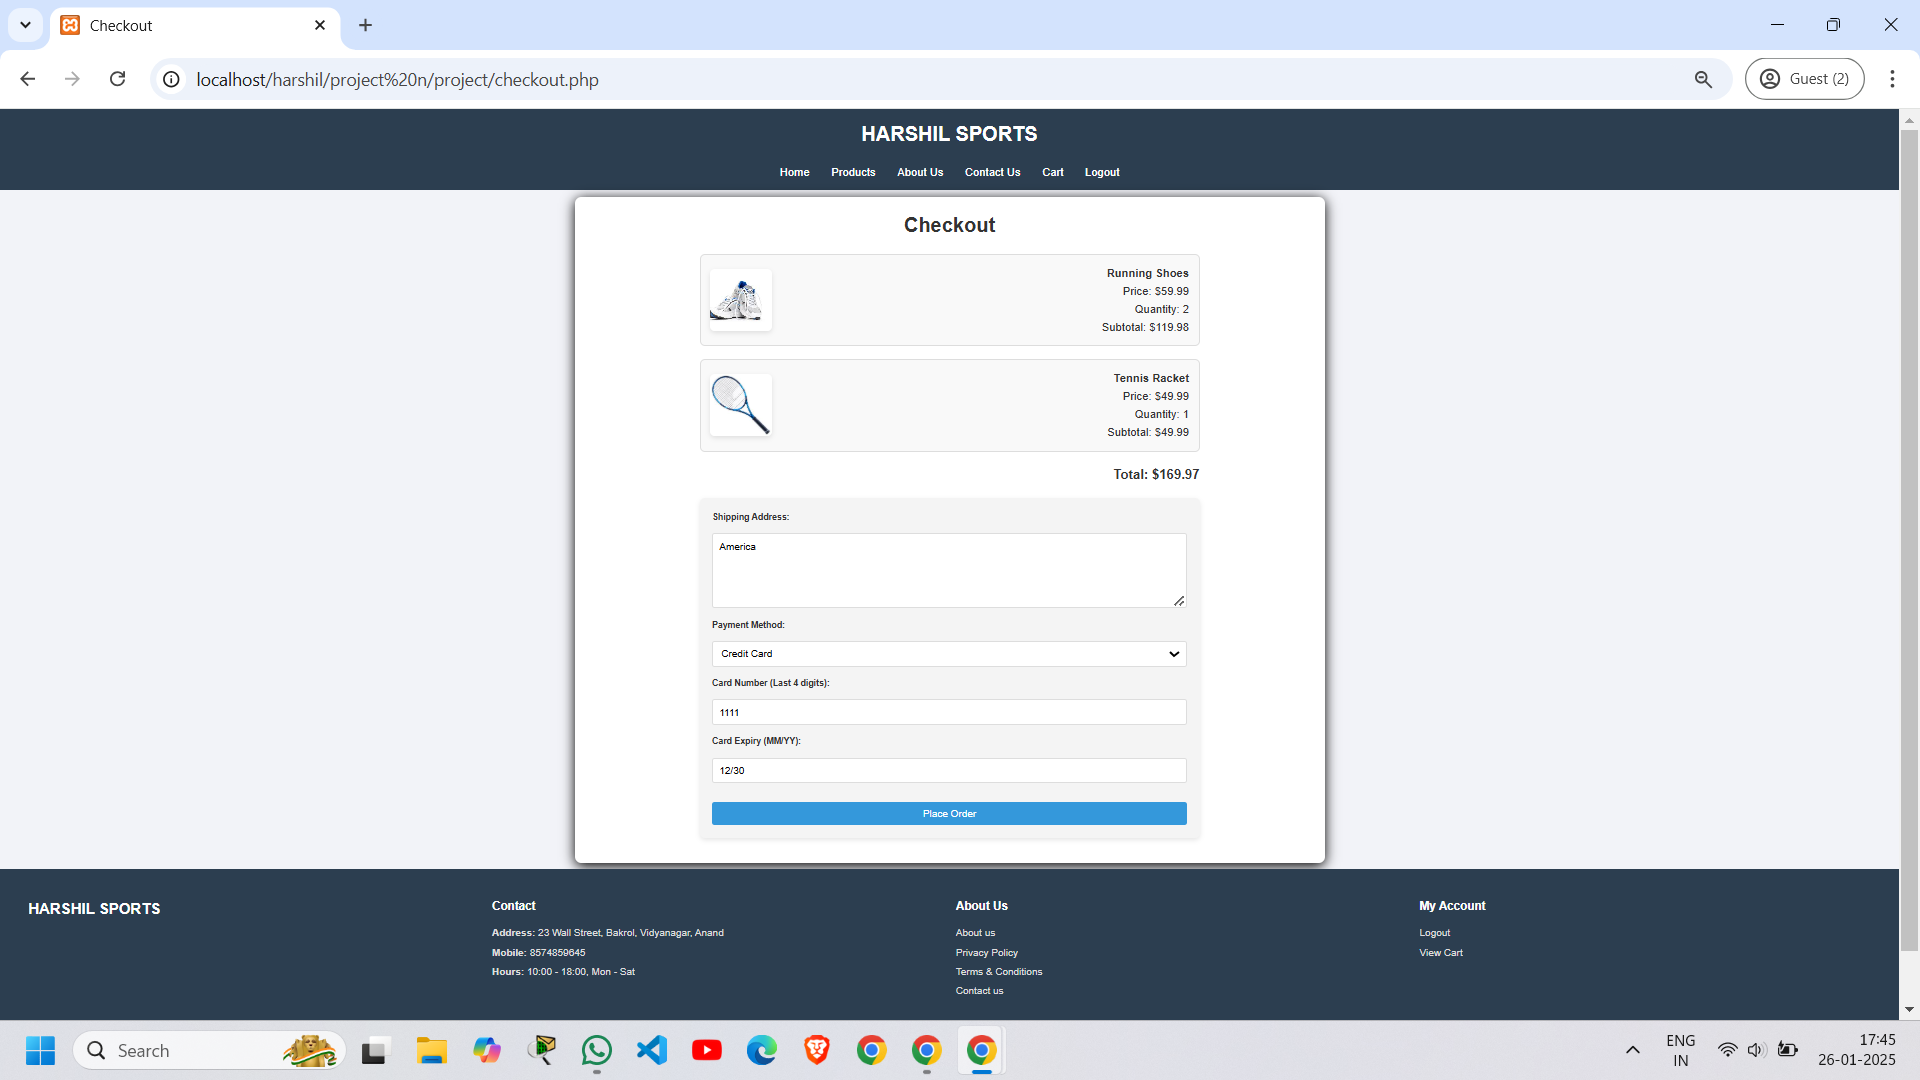 Checkout
localhost/harshil/project%20n/project/checkout.php
Guest (2)
HARSHIL SPORTS
Home Products About Us Contact Us Cart Logout
Checkout
Running Shoes
Price: $59.99
Quantity: 2
Subtotal: $119.98
Tennis Racket
Price: $49.99
Quantity: 1
Subtotal: $49.99
Total: $169.97
Shipping Address:
America
Payment Method:
Credit Card
Card Number (Last 4 digits):
1111
Card Expiry (MM/YY):
12/30
Place Order
HARSHIL SPORTS
Contact
Address: 23 Wall Street, Bakrol, Vidyanagar, Anand
Mobile: 8574859645
Hours: 10:00 - 18:00, Mon - Sat
About Us
About us
Privacy Policy
Terms & Conditions
Contact us
My Account
Logout
View Cart
Search
ENG
IN
17:45
26-01-2025